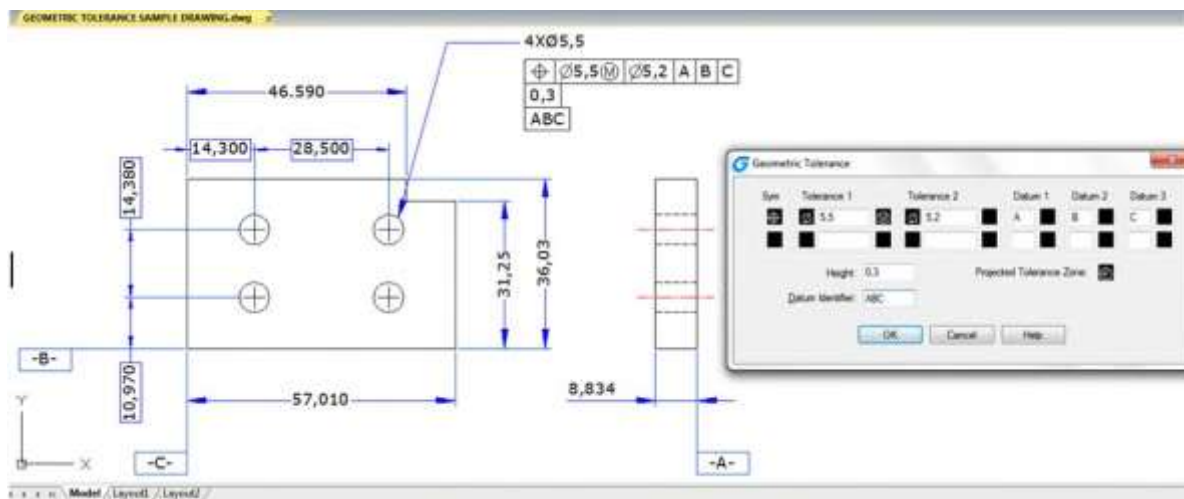 GEOMETRIC TOLERANCE SAMPLE DRAWING.dwg
4XØ5,5
⌖ Ø5,5Ⓜ Ø5,2 A B C
0,3
ABC
46.590
14,300 28,500
14,380
10,970
31,25
36,03
57,010
8,834
-B-
-C-
-A-
Y
X
Geometric Tolerance
Sym Tolerance 1 Tolerance 2 Datum 1 Datum 2 Datum 3
⌖ Ø 5.5 Ⓜ Ø 5.2 A B C
Height: 0.3 Projected Tolerance Zone: Ⓟ
Datum Identifier: ABC
OK Cancel Help
Model Layout1 Layout2